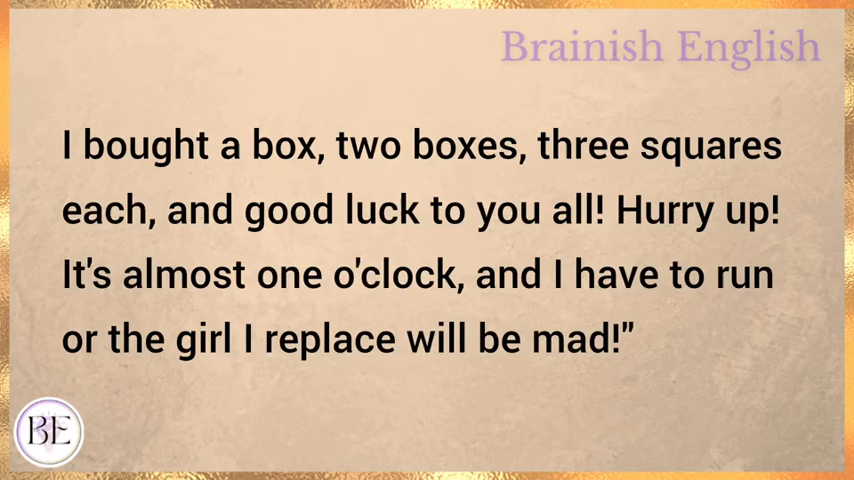 Brainish English
I bought a box, two boxes, three squares
each, and good luck to you all! Hurry up!
It's almost one o'clock, and I have to run
or the girl I replace will be mad!"
BE